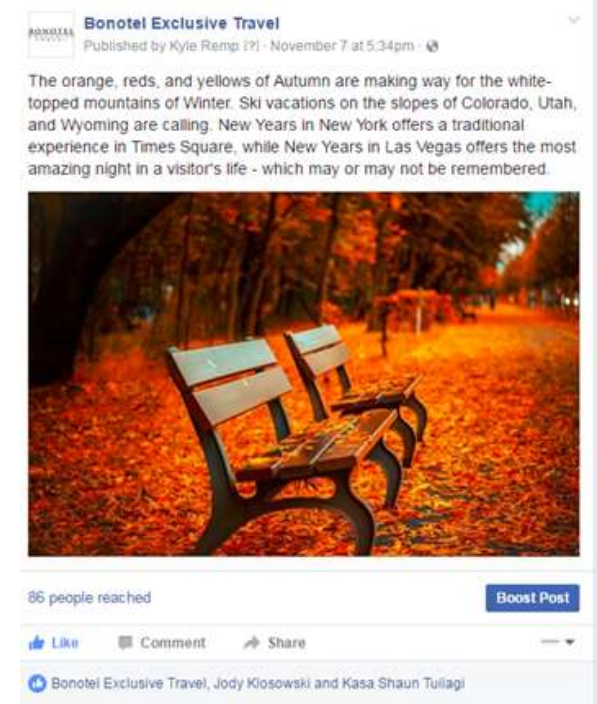 BONOTEL
Bonotel Exclusive Travel
Published by Kyle Remp [?] · November 7 at 5:34pm ·
The orange, reds, and yellows of Autumn are making way for the white-
topped mountains of Winter. Ski vacations on the slopes of Colorado, Utah,
and Wyoming are calling. New Years in New York offers a traditional
experience in Times Square, while New Years in Las Vegas offers the most
amazing night in a visitor's life - which may or may not be remembered.
86 people reached
Boost Post
Like Comment Share
Bonotel Exclusive Travel, Jody Klosowski and Kasa Shaun Tuilagi